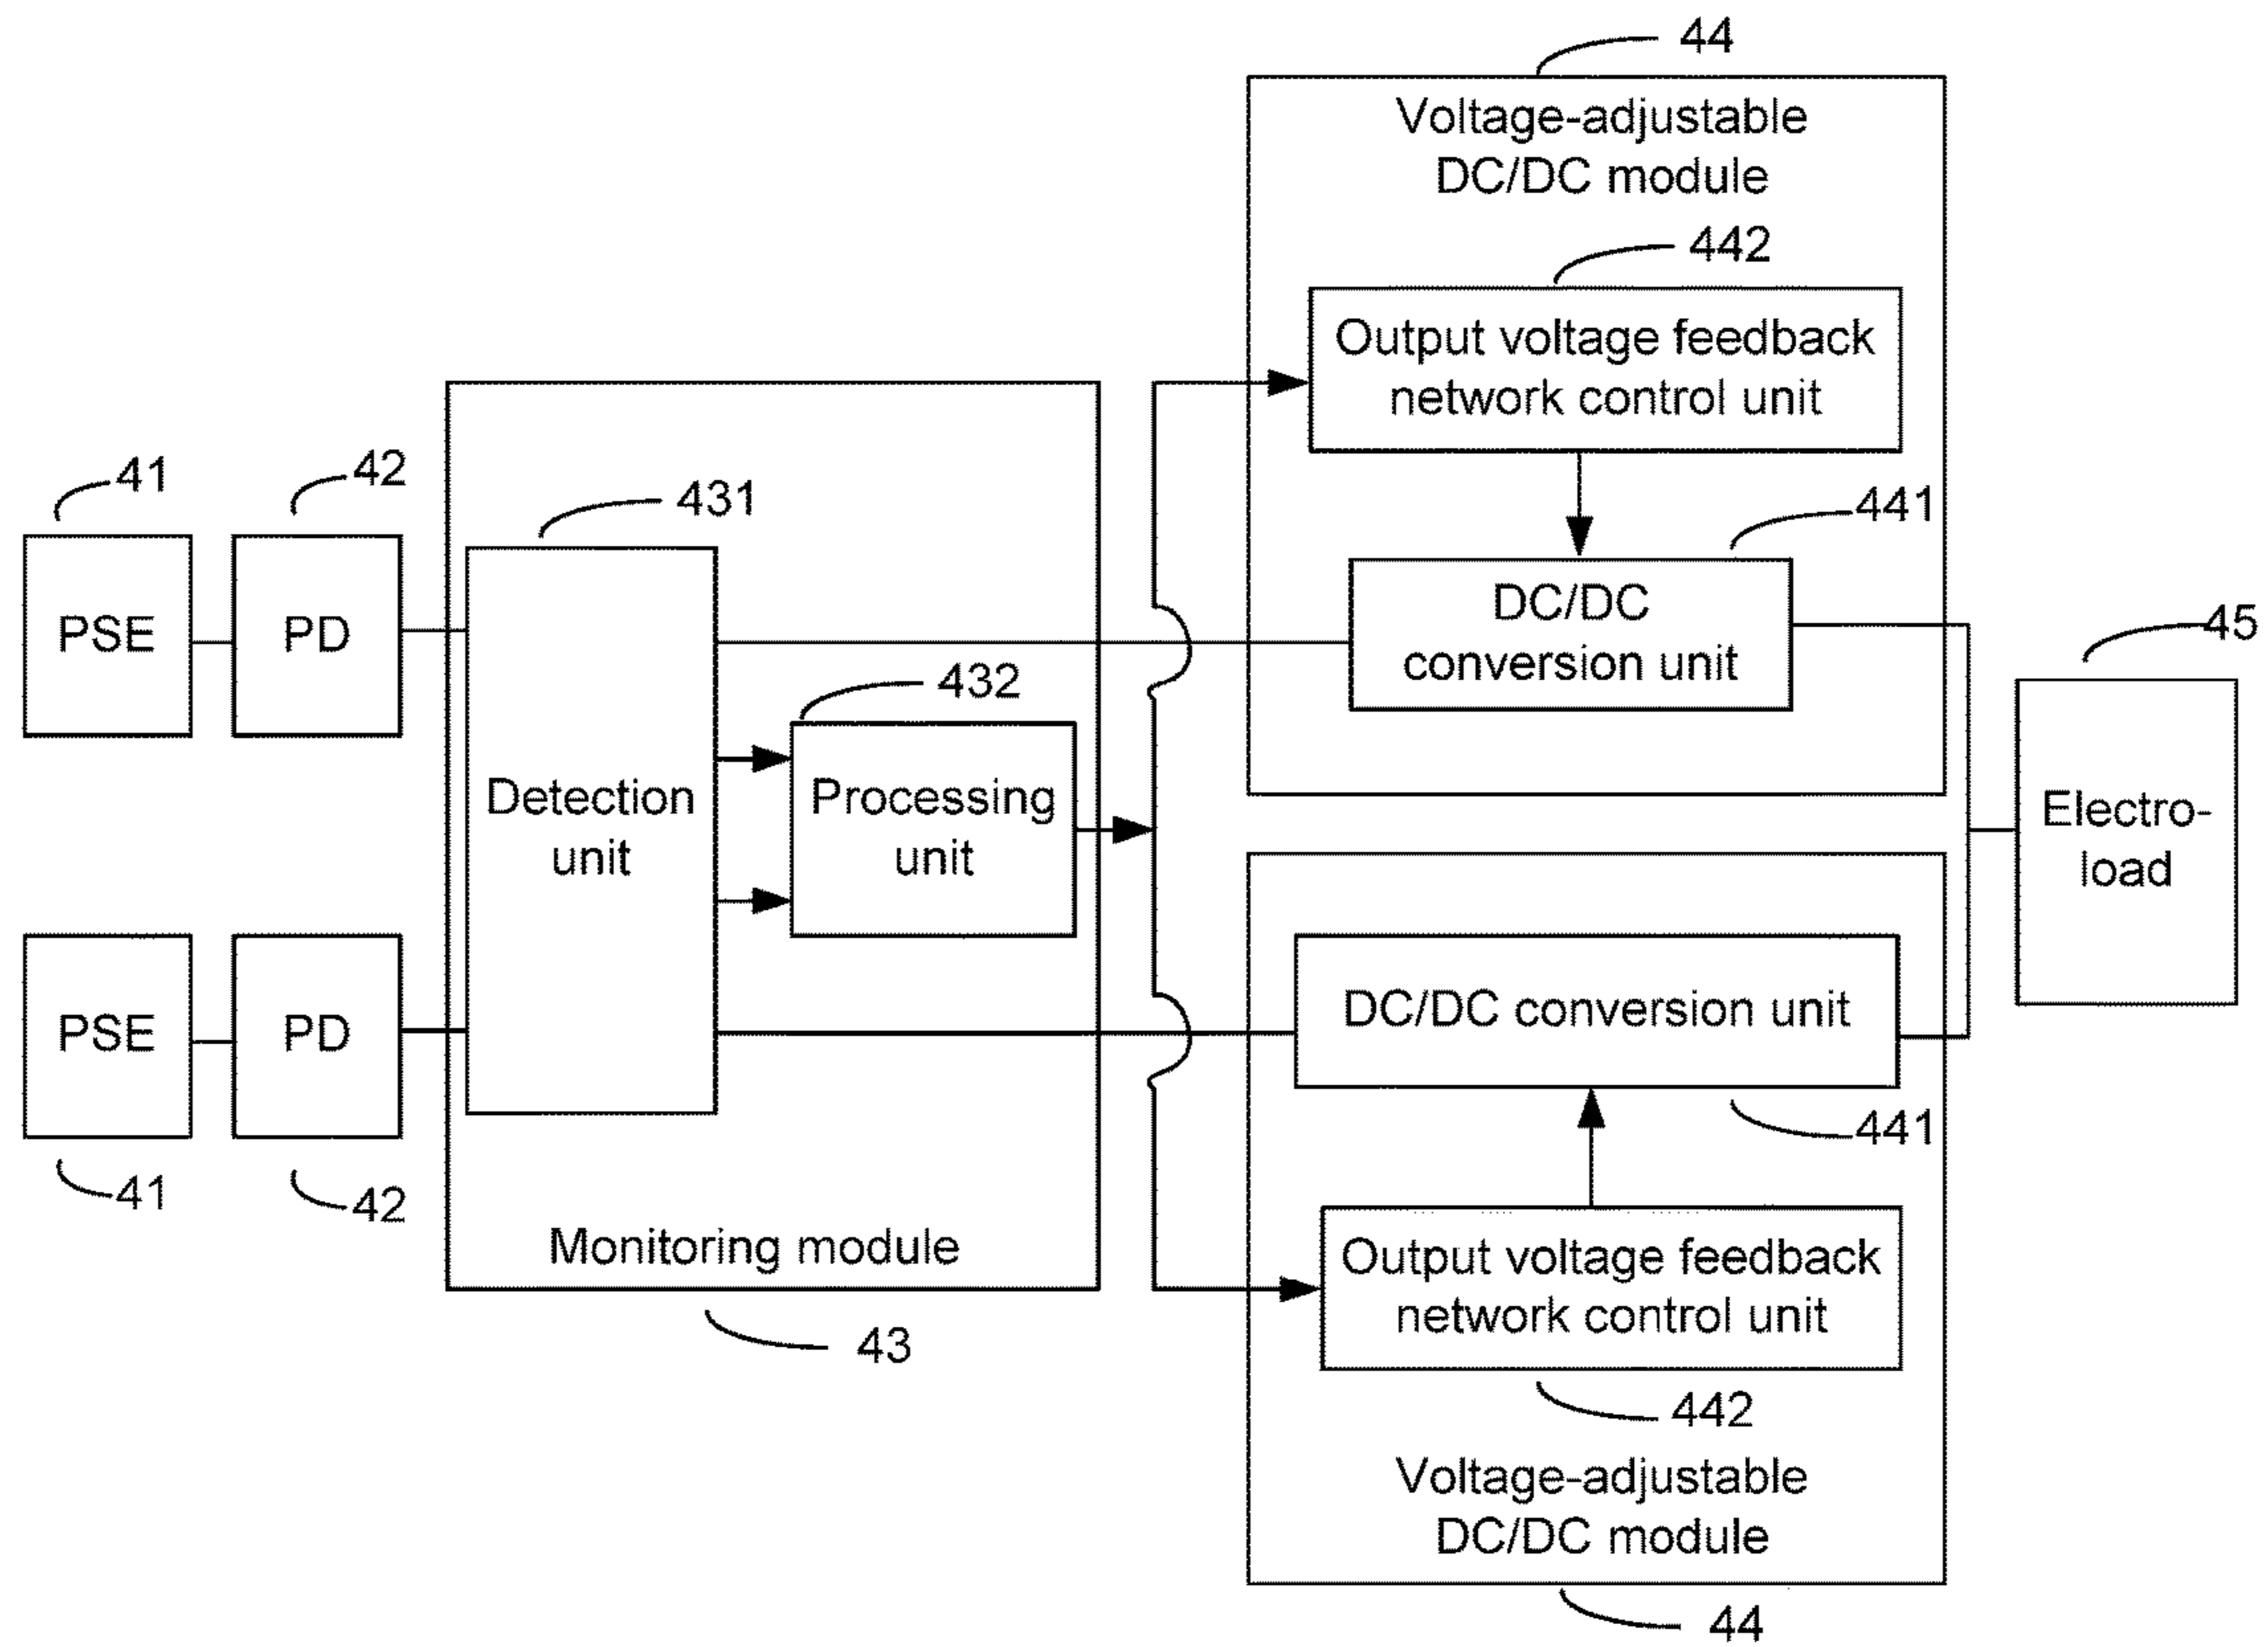 44
Voltage-adjustable
DC/DC module
442
Output voltage feedback
network control unit
41
42
431
441
PSE
PD
DC/DC
conversion unit
45
432
Detection
unit
Processing
unit
Electro-
load
PSE
PD
DC/DC conversion unit
441
41
42
Monitoring module
Output voltage feedback
network control unit
43
442
Voltage-adjustable
DC/DC module
44